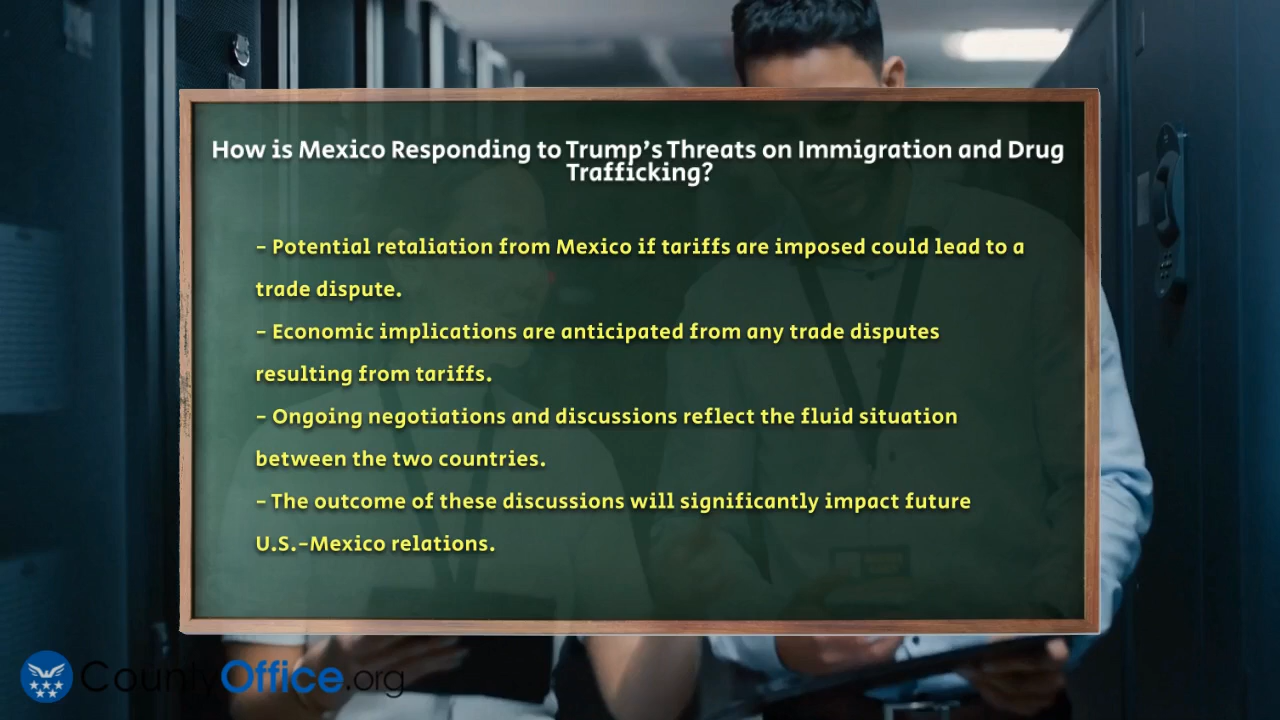 How is Mexico Responding to Trump's Threats on Immigration and Drug
Trafficking?
- Potential retaliation from Mexico if tariffs are imposed could lead to a
trade dispute.
- Economic implications are anticipated from any trade disputes
resulting from tariffs.
- Ongoing negotiations and discussions reflect the fluid situation
between the two countries.
- The outcome of these discussions will significantly impact future
U.S.-Mexico relations.
CountyOffice.org